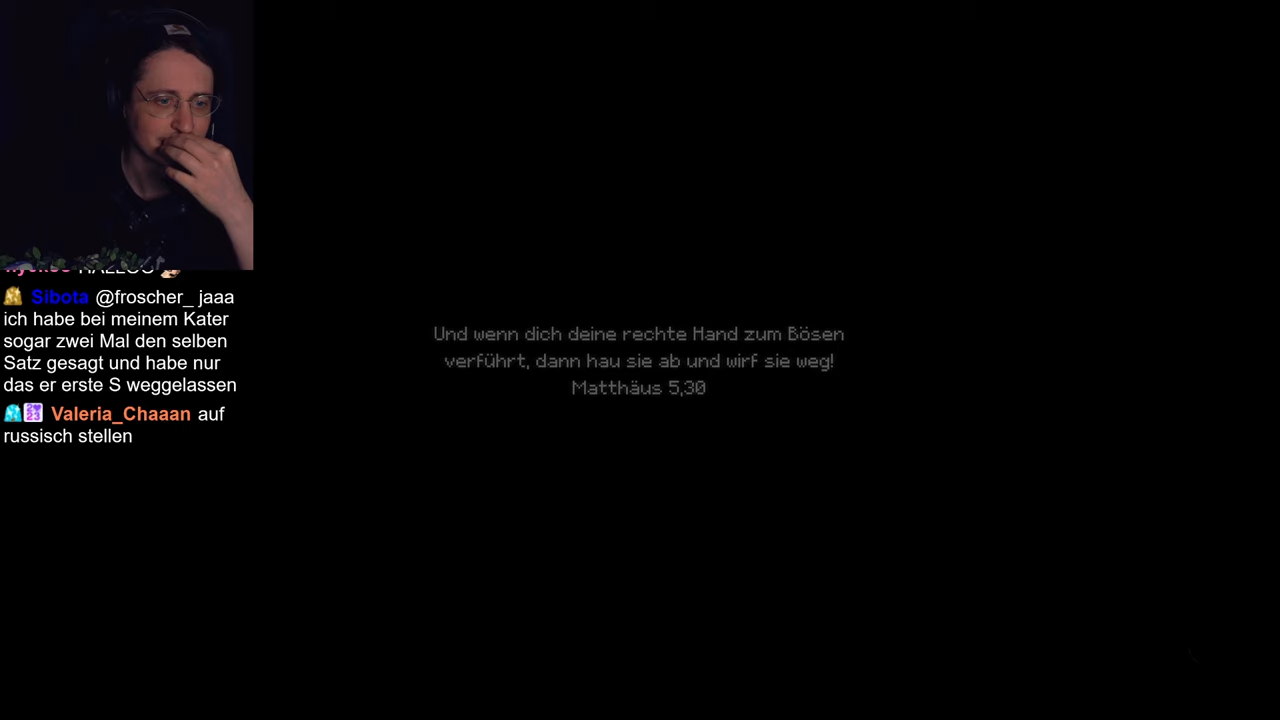 Sibota @froscher_ jaaa
ich habe bei meinem Kater
sogar zwei Mal den selben
Satz gesagt und habe nur
das er erste S weggelassen
Valeria_Chaaan auf
russisch stellen
Und wenn dich deine rechte Hand zum Bösen
verführt, dann hau sie ab und wirf sie weg!
Matthäus 5,30